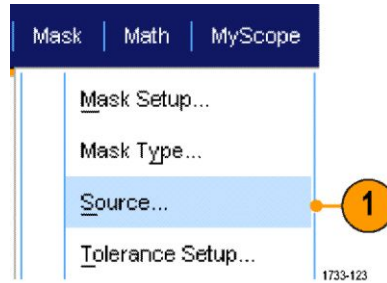 Mask | Math | MyScope
Mask Setup...
Mask Type...
Source...
1
Tolerance Setup...
1733-123